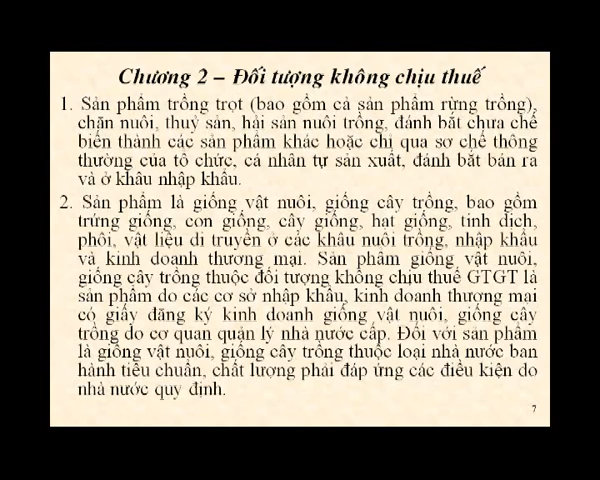 Chương 2 – Đối tượng không chịu thuế
1. Sản phẩm trồng trọt (bao gồm cả sản phẩm rừng trồng),
chăn nuôi, thuỷ sản, hải sản nuôi trồng, đánh bắt chưa chế
biến thành các sản phẩm khác hoặc chỉ qua sơ chế thông
thường của tổ chức, cá nhân tự sản xuất, đánh bắt bán ra
và ở khâu nhập khẩu.
2. Sản phẩm là giống vật nuôi, giống cây trồng, bao gồm
trứng giống, con giống, cây giống, hạt giống, tinh dịch,
phôi, vật liệu di truyền ở các khâu nuôi trồng, nhập khẩu
và kinh doanh thương mại. Sản phẩm giống vật nuôi,
giống cây trồng thuộc đối tượng không chịu thuế GTGT là
sản phẩm do các cơ sở nhập khẩu, kinh doanh thương mại
có giấy đăng ký kinh doanh giống vật nuôi, giống cây
trồng do cơ quan quản lý nhà nước cấp. Đối với sản phẩm
là giống vật nuôi, giống cây trồng thuộc loại nhà nước ban
hành tiêu chuẩn, chất lượng phải đáp ứng các điều kiện do
nhà nước quy định.
7